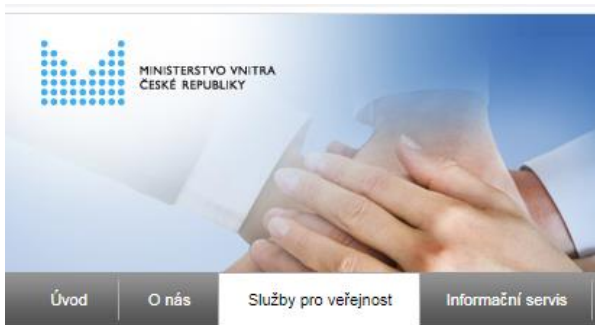 MINISTERSTVO VNITRA
ČESKÉ REPUBLIKY
Úvod
O nás
Služby pro veřejnost
Informační servis